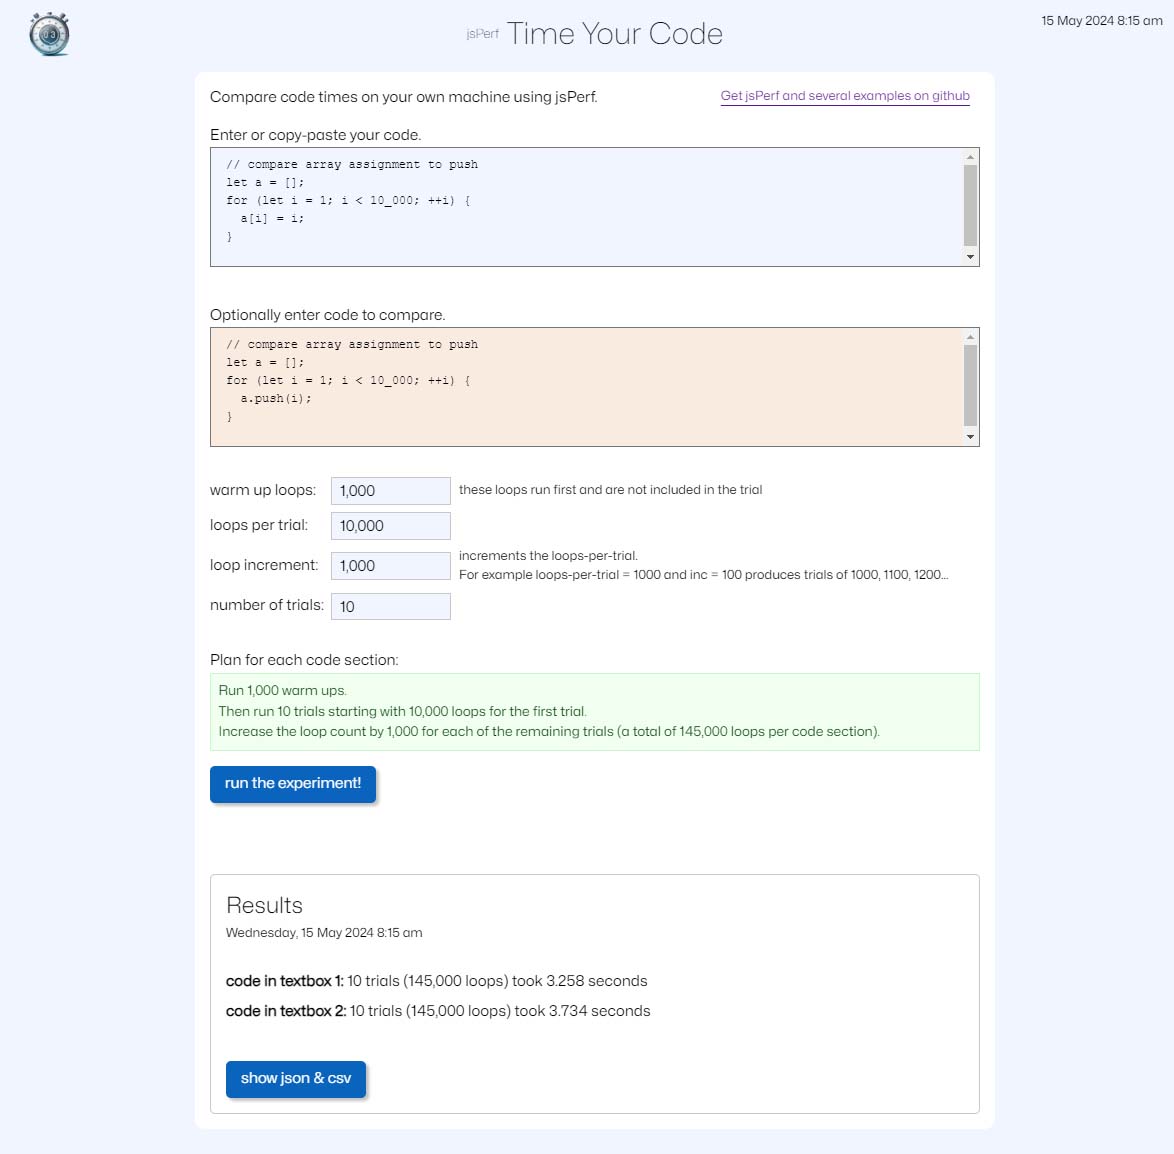 15 May 2024 8:15 am
jsPerf Time Your Code
Compare code times on your own machine using jsPerf.
Get jsPerf and several examples on github
Enter or copy-paste your code.
// compare array assignment to push
let a = [];
for (let i = 1; i < 10_000; ++i) {
  a[i] = i;
}
Optionally enter code to compare.
// compare array assignment to push
let a = [];
for (let i = 1; i < 10_000; ++i) {
  a.push(i);
}
warm up loops: 1,000 these loops run first and are not included in the trial
loops per trial: 10,000
loop increment: 1,000 increments the loops-per-trial.
For example loops-per-trial = 1000 and inc = 100 produces trials of 1000, 1100, 1200...
number of trials: 10
Plan for each code section:
Run 1,000 warm ups.
Then run 10 trials starting with 10,000 loops for the first trial.
Increase the loop count by 1,000 for each of the remaining trials (a total of 145,000 loops per code section).
run the experiment!
Results
Wednesday, 15 May 2024 8:15 am
code in textbox 1: 10 trials (145,000 loops) took 3.258 seconds
code in textbox 2: 10 trials (145,000 loops) took 3.734 seconds
show json & csv